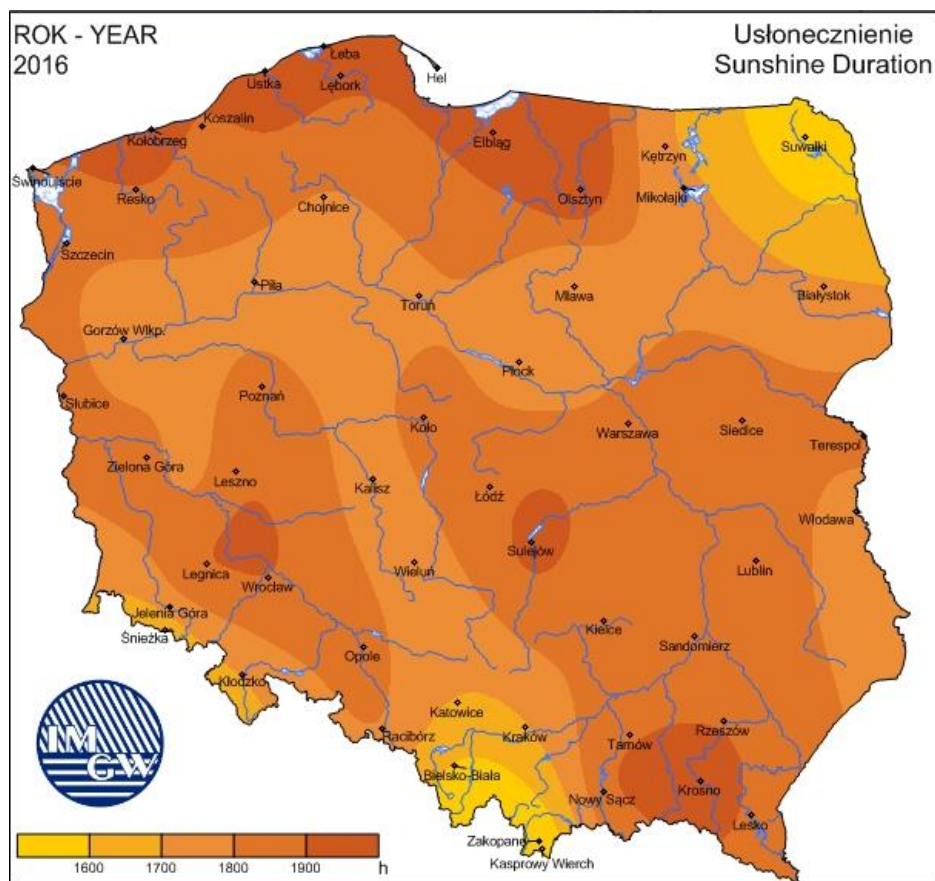 ROK - YEAR
2016
Usłonecznienie
Sunshine Duration
Łeba
Hel
Ustka
Lębork
Koszalin
Kołobrzeg
Elbląg
Suwałki
Kętrzyn
Świnoujście
Resko
Chojnice
Olsztyn
Mikołajki
Szczecin
Piła
Toruń
Mława
Białystok
Gorzów Wlkp.
Płock
Słubice
Poznań
Koło
Warszawa
Siedlce
Terespol
Zielona Góra
Leszno
Kalisz
Łódź
Włodawa
Sulejów
Legnica
Wrocław
Wieluń
Lublin
Jelenia Góra
Śnieżka
Kielce
Sandomierz
Opole
Kłodzko
Katowice
Racibórz
Kraków
Tarnów
Rzeszów
Bielsko-Biała
Nowy Sącz
Krosno
Lesko
Zakopane
Kasprowy Wierch
IM
GW
1600 1700 1800 1900 h